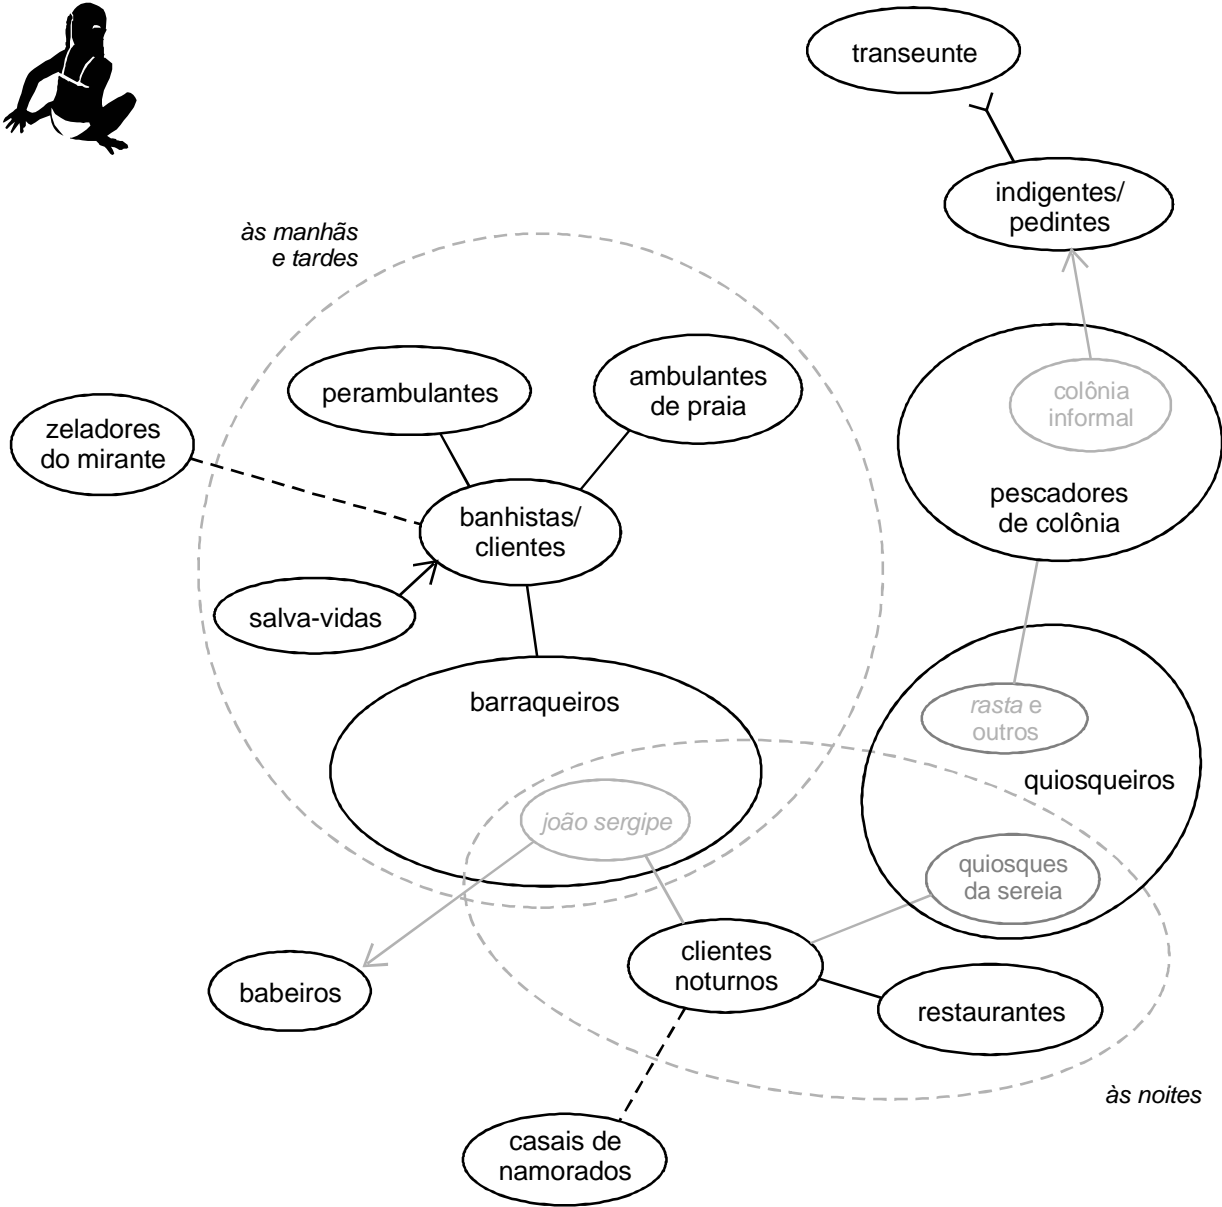 transeunte
indigentes/
pedintes
às manhãs
e tardes
perambulantes
ambulantes
de praia
colônia
informal
zeladores
do mirante
pescadores
de colônia
banhistas/
clientes
salva-vidas
barraqueiros
rasta e
outros
quiosqueiros
joão sergipe
quiosques
da sereia
clientes
noturnos
babeiros
restaurantes
às noites
casais de
namorados